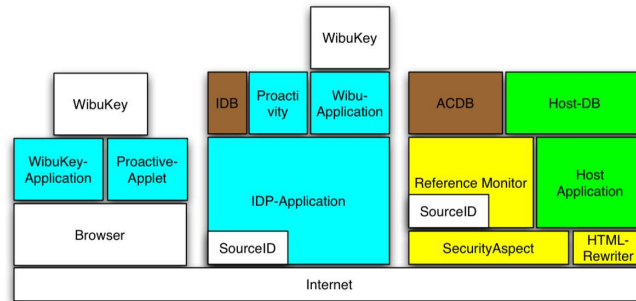 WibuKey
WibuKey
IDB
Proacti
vity
Wibu-
Application
ACDB
Host-DB
WibuKey-
Application
Proactive-
Applet
IDP-Application
Reference Monitor
Host
Application
SourceID
Browser
SourceID
SecurityAspect
HTML-
Rewriter
Internet